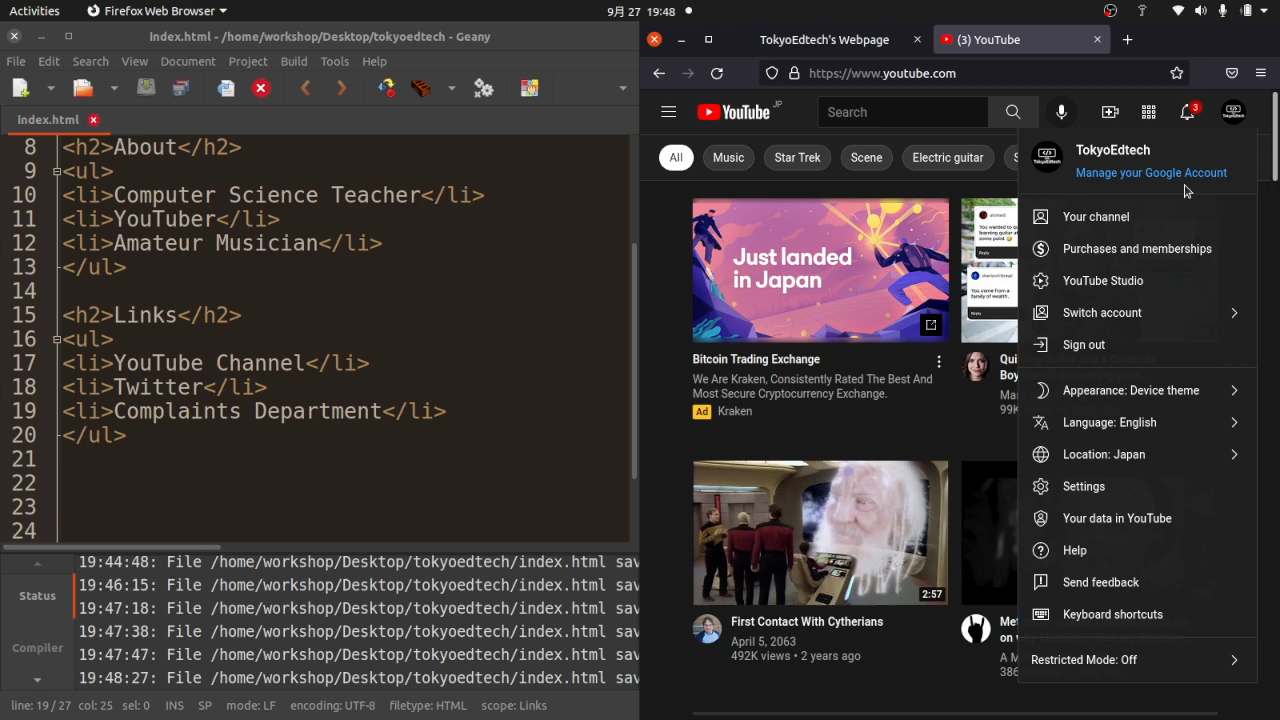 Activities
Firefox Web Browser
9月 27 19:48
Index.html - /home/workshop/Desktop/tokyoedtech - Geany
File Edit Search View Document Project Build Tools Help
Index.html
8 <h2>About</h2>
9 <ul>
10 <li>Computer Science Teacher</li>
11 <li>YouTuber</li>
12 <li>Amateur Musician</li>
13 </ul>
14
15 <h2>Links</h2>
16 <ul>
17 <li>YouTube Channel</li>
18 <li>Twitter</li>
19 <li>Complaints Department</li>
20 </ul>
21
22
23
24
Status
Compiler
19:44:48: File /home/workshop/Desktop/tokyoedtech/index.html sav
19:46:15: File /home/workshop/Desktop/tokyoedtech/index.html sav
19:47:18: File /home/workshop/Desktop/tokyoedtech/index.html sav
19:47:38: File /home/workshop/Desktop/tokyoedtech/index.html sav
19:47:47: File /home/workshop/Desktop/tokyoedtech/index.html sav
19:48:27: File /home/workshop/Desktop/tokyoedtech/index.html sav
line: 19 / 27 col: 25 sel: 0 INS SP mode: LF encoding: UTF-8 filetype: HTML scope: Links
TokyoEdtech's Webpage
(3) YouTube
https://www.youtube.com
YouTube JP
Search
3
All
Music
Star Trek
Scene
Electric guitar
S
Just landed
in Japan
Bitcoin Trading Exchange
We Are Kraken, Consistently Rated The Best And
Most Secure Cryptocurrency Exchange.
Ad Kraken
Qui
Boy
Mar
99K
2:57
First Contact With Cytherians
April 5, 2063
492K views • 2 years ago
Met
on v
A M
386
TokyoEdtech
Manage your Google Account
Your channel
Purchases and memberships
YouTube Studio
Switch account
Sign out
Appearance: Device theme
Language: English
Location: Japan
Settings
Your data in YouTube
Help
Send feedback
Keyboard shortcuts
Restricted Mode: Off